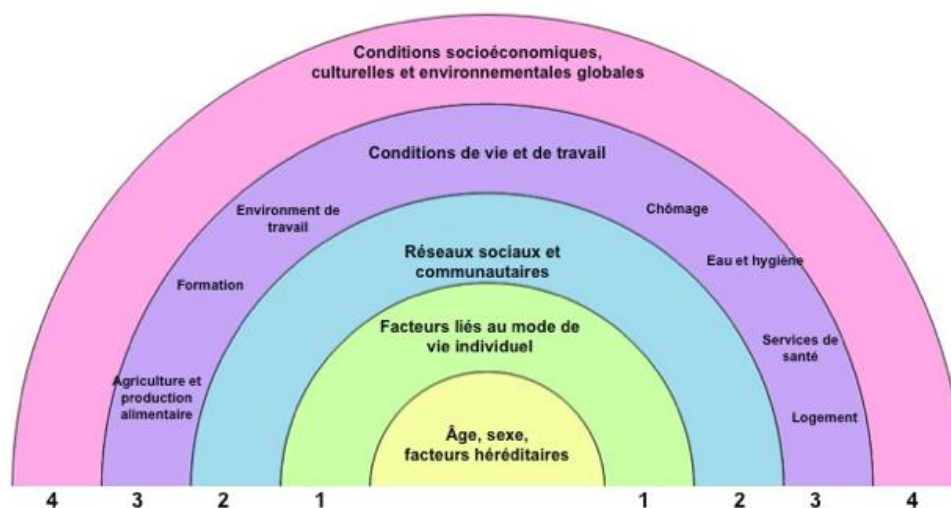 Conditions socioéconomiques,
culturelles et environnementales globales
Conditions de vie et de travail
Environment de
travail
Chômage
Réseaux sociaux et
communautaires
Eau et hygiène
Formation
Facteurs liés au mode de
vie individuel
Services de
santé
Agriculture et
production
alimentaire
Logement
Âge, sexe,
facteurs héréditaires
4 3 2 1 1 2 3 4